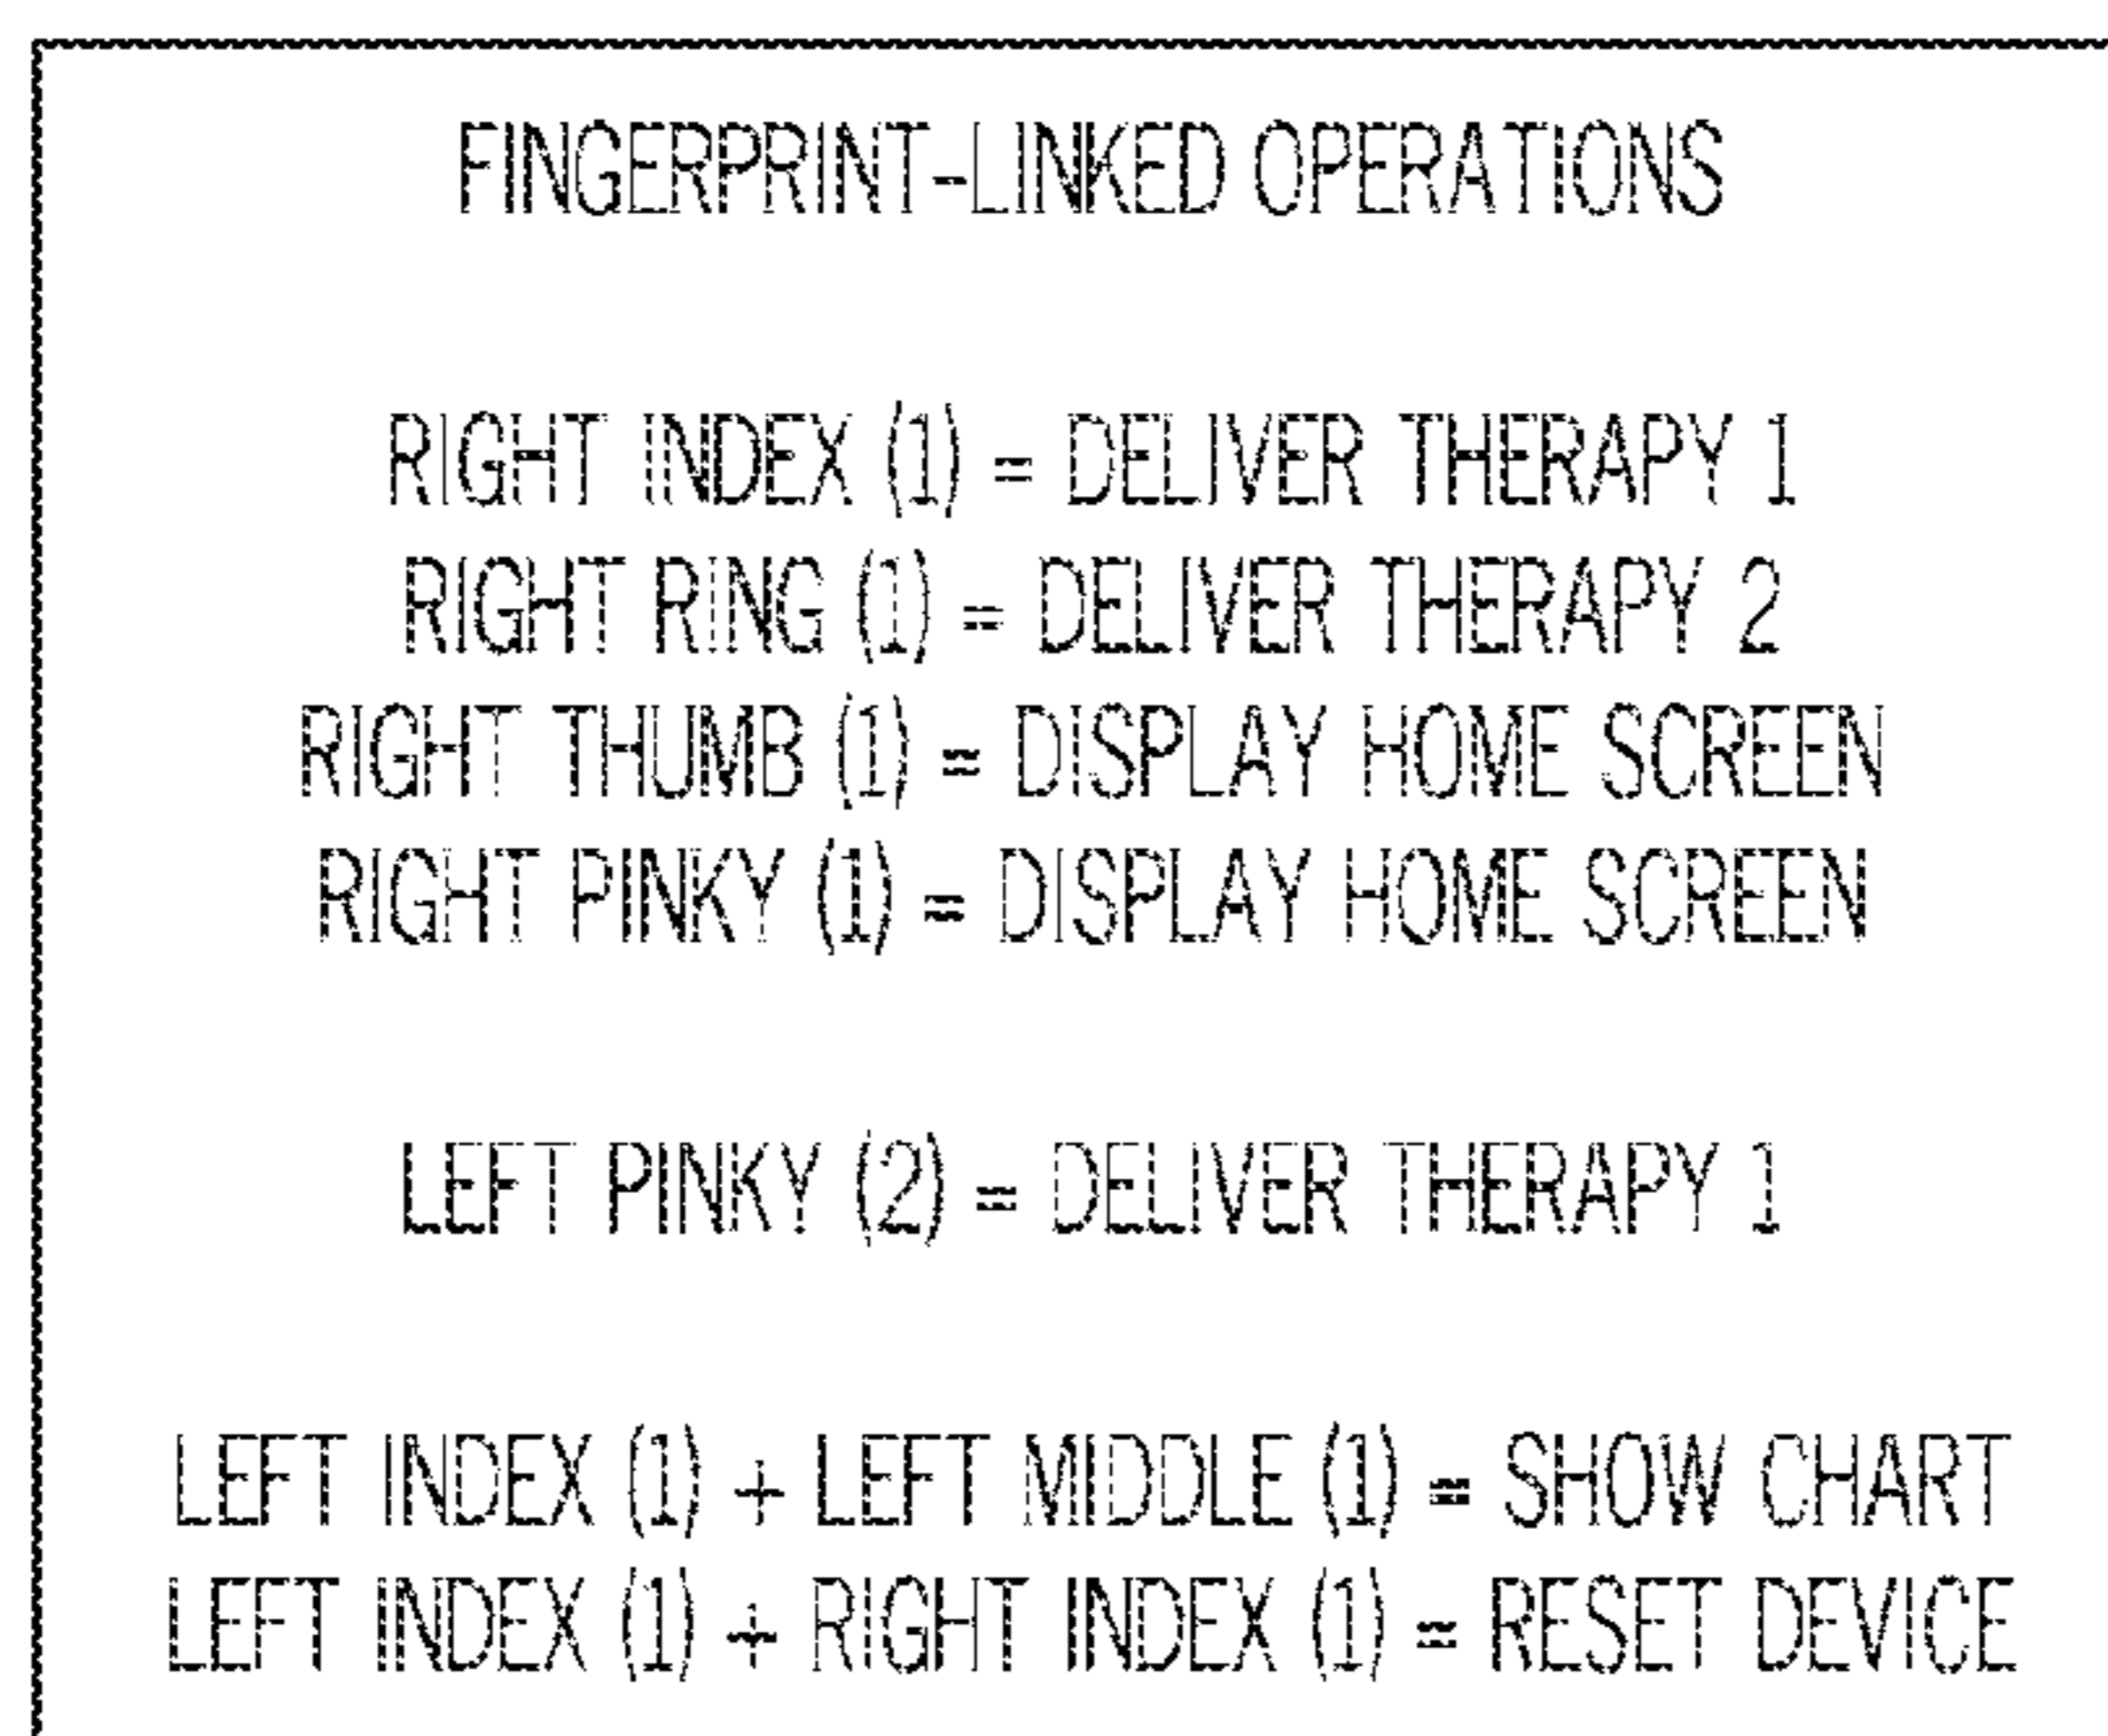 FINGERPRINT-LINKED OPERATIONS
RIGHT INDEX (1) = DELIVER THERAPY 1
RIGHT RING (1) = DELIVER THERAPY 2
RIGHT THUMB (1) = DISPLAY HOME SCREEN
RIGHT PINKY (1) = DISPLAY HOME SCREEN
LEFT PINKY (2) = DELIVER THERAPY 1
LEFT INDEX (1) + LEFT MIDDLE (1) = SHOW CHART
LEFT INDEX (1) + RIGHT INDEX (1) = RESET DEVICE